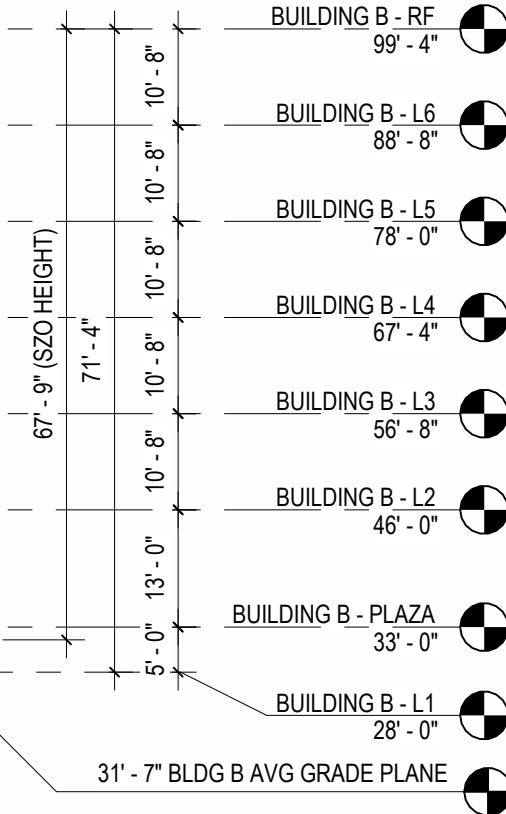 BUILDING B - RF
99' - 4"
10' - 8"
BUILDING B - L6
88' - 8"
10' - 8"
BUILDING B - L5
78' - 0"
10' - 8"
BUILDING B - L4
67' - 4"
67' - 9" (SZO HEIGHT)
71' - 4"
10' - 8"
BUILDING B - L3
56' - 8"
10' - 8"
BUILDING B - L2
46' - 0"
13' - 0"
BUILDING B - PLAZA
33' - 0"
5' - 0"
BUILDING B - L1
28' - 0"
31' - 7" BLDG B AVG GRADE PLANE